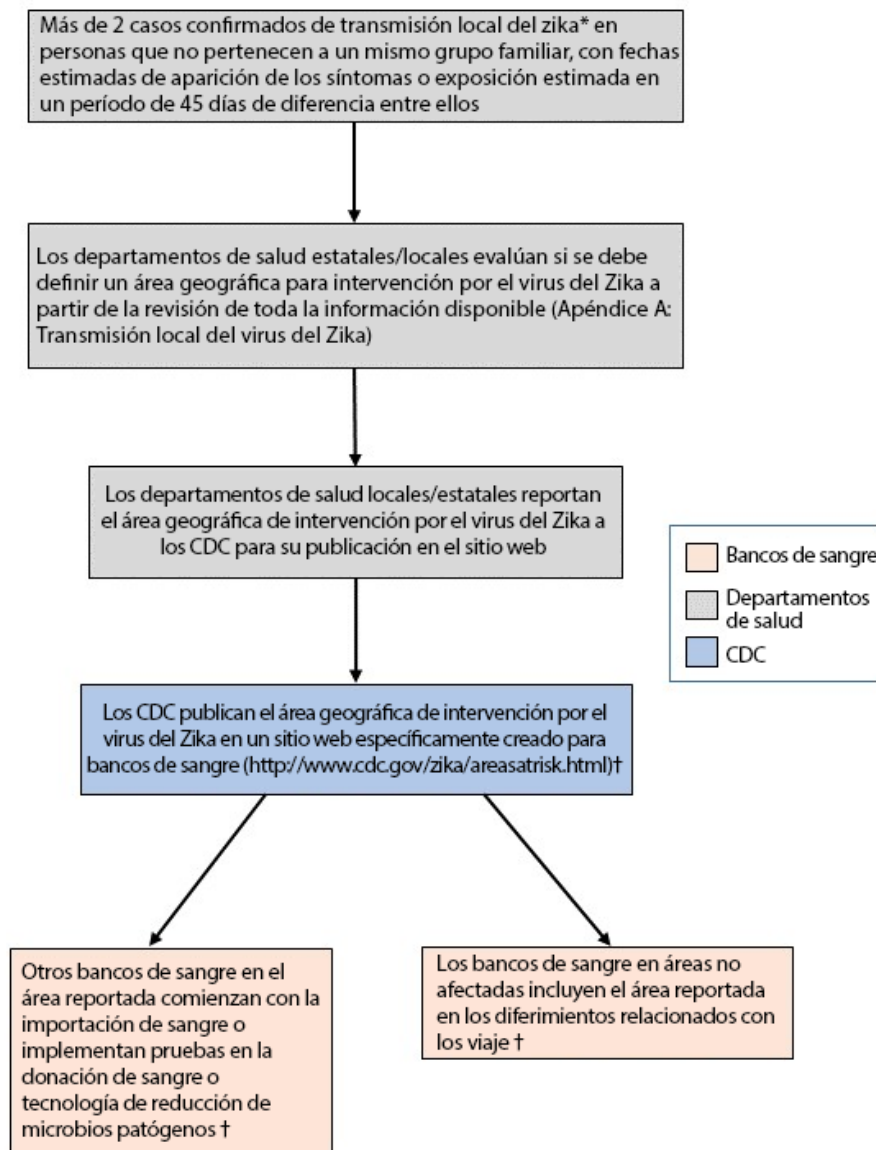 Más de 2 casos confirmados de transmisión local del zika* en
personas que no pertenecen a un mismo grupo familiar, con fechas
estimadas de aparición de los síntomas o exposición estimada en
un período de 45 días de diferencia entre ellos
Los departamentos de salud estatales/locales evalúan si se debe
definir un área geográfica para intervención por el virus del Zika a
partir de la revisión de toda la información disponible (Apéndice A:
Transmisión local del virus del Zika)
Los departamentos de salud locales/estatales reportan
el área geográfica de intervención por el virus del Zika a
los CDC para su publicación en el sitio web
Bancos de sangre
Departamentos
de salud
CDC
Los CDC publican el área geográfica de intervención por el
virus del Zika en un sitio web específicamente creado para
bancos de sangre (http://www.cdc.gov/zika/areasatrisk.html)†
Otros bancos de sangre en el
área reportada comienzan con la
importación de sangre o
implementan pruebas en la
donación de sangre o
tecnología de reducción de
microbios patógenos †
Los bancos de sangre en áreas no
afectadas incluyen el área reportada
en los diferimientos relacionados con
los viaje †